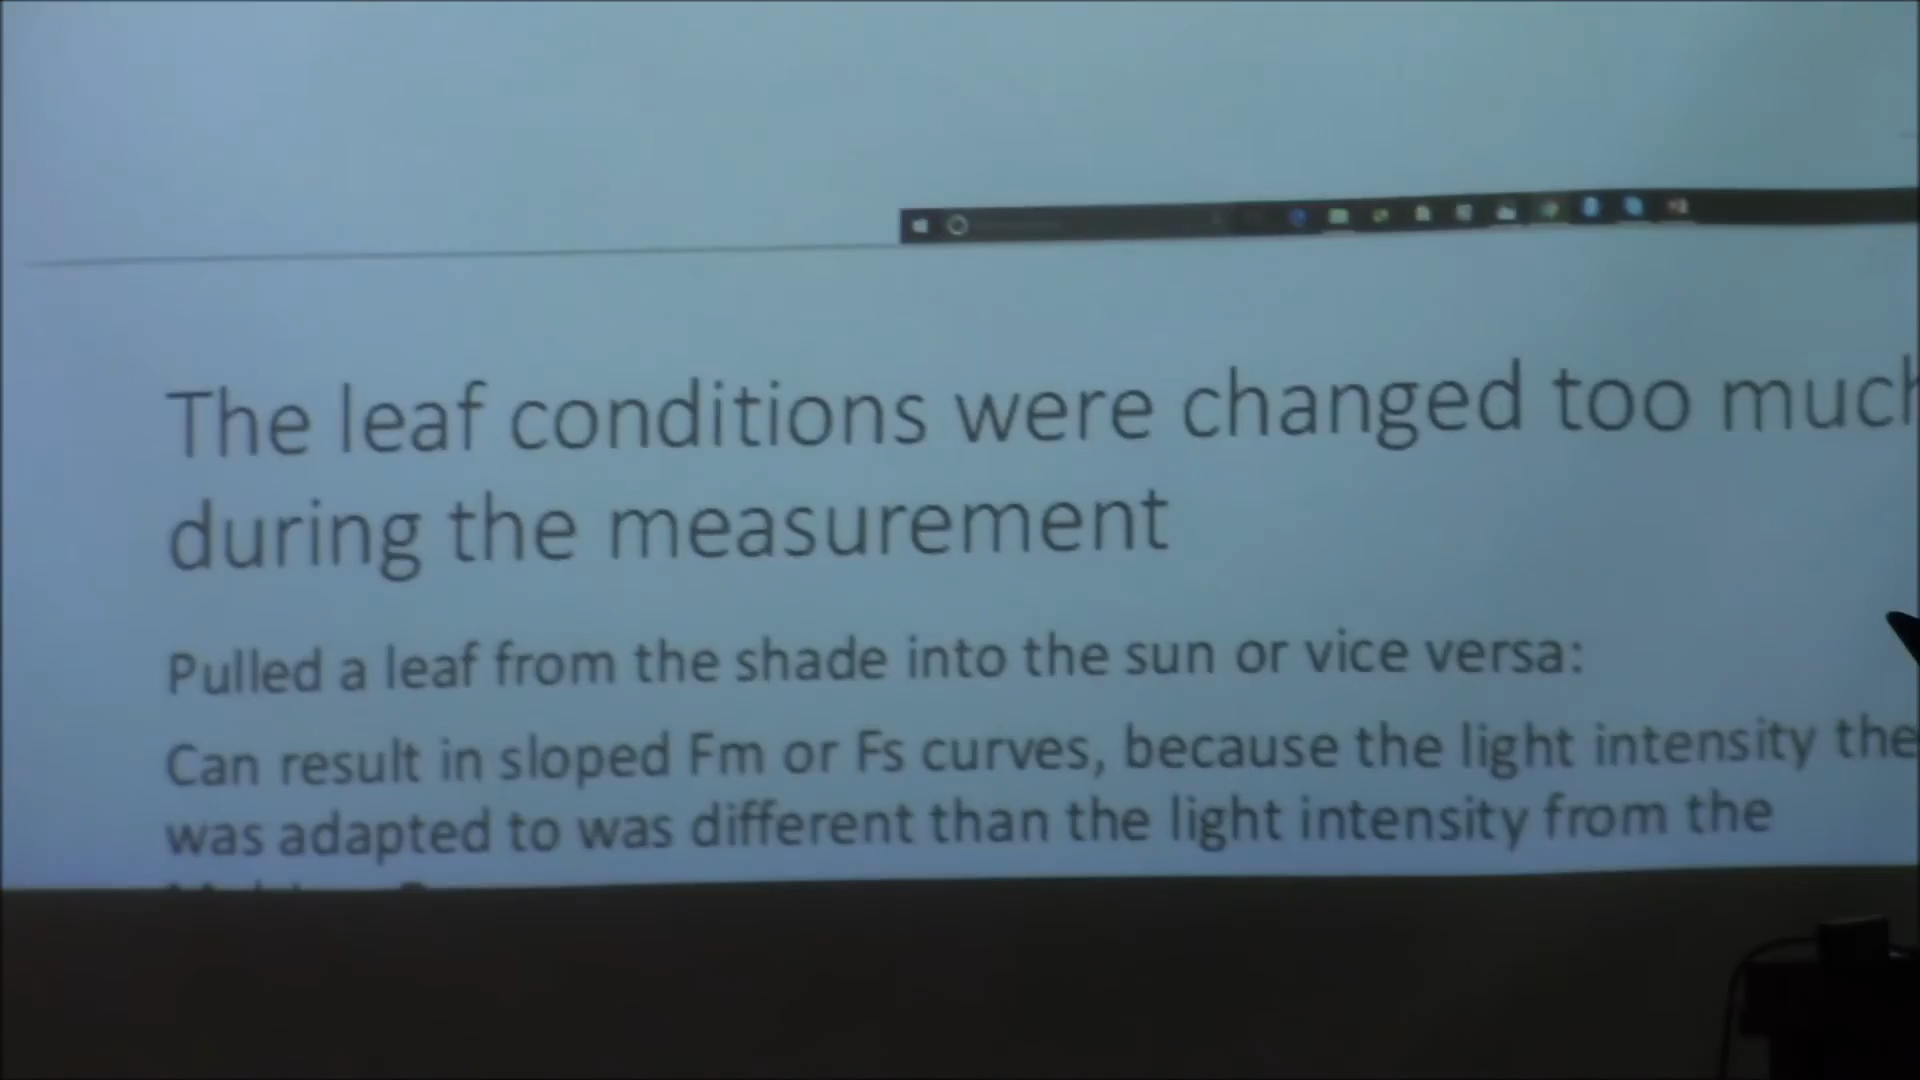 The leaf conditions were changed too much
during the measurement
Pulled a leaf from the shade into the sun or vice versa:
Can result in sloped Fm or Fs curves, because the light intensity the
was adapted to was different than the light intensity from the